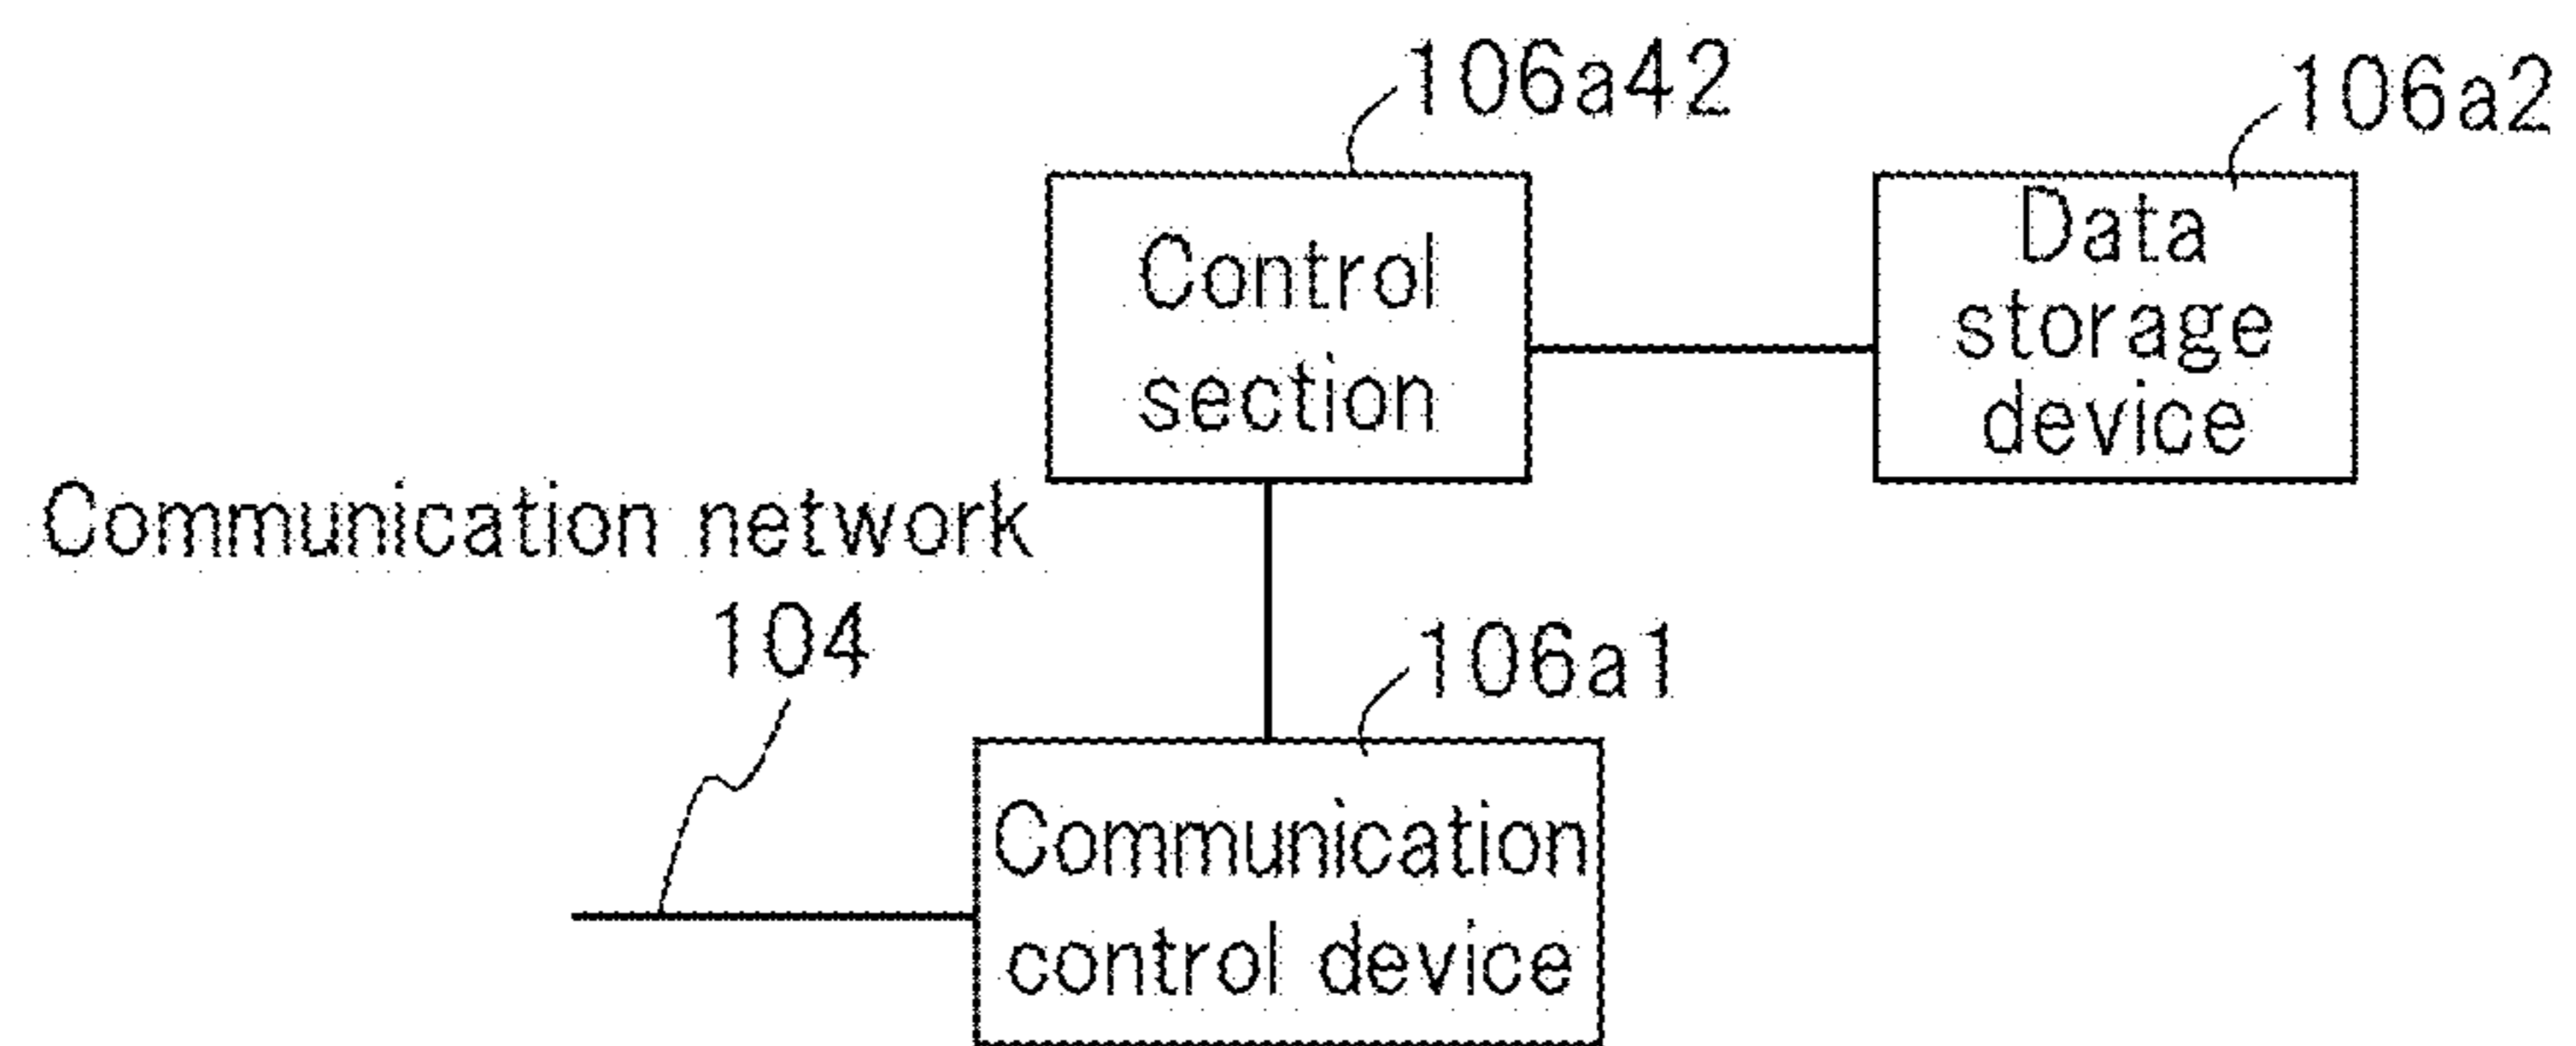 106a42
106a2
Control
section
Data
storage
device
Communication network
104
106a1
Communication
control device